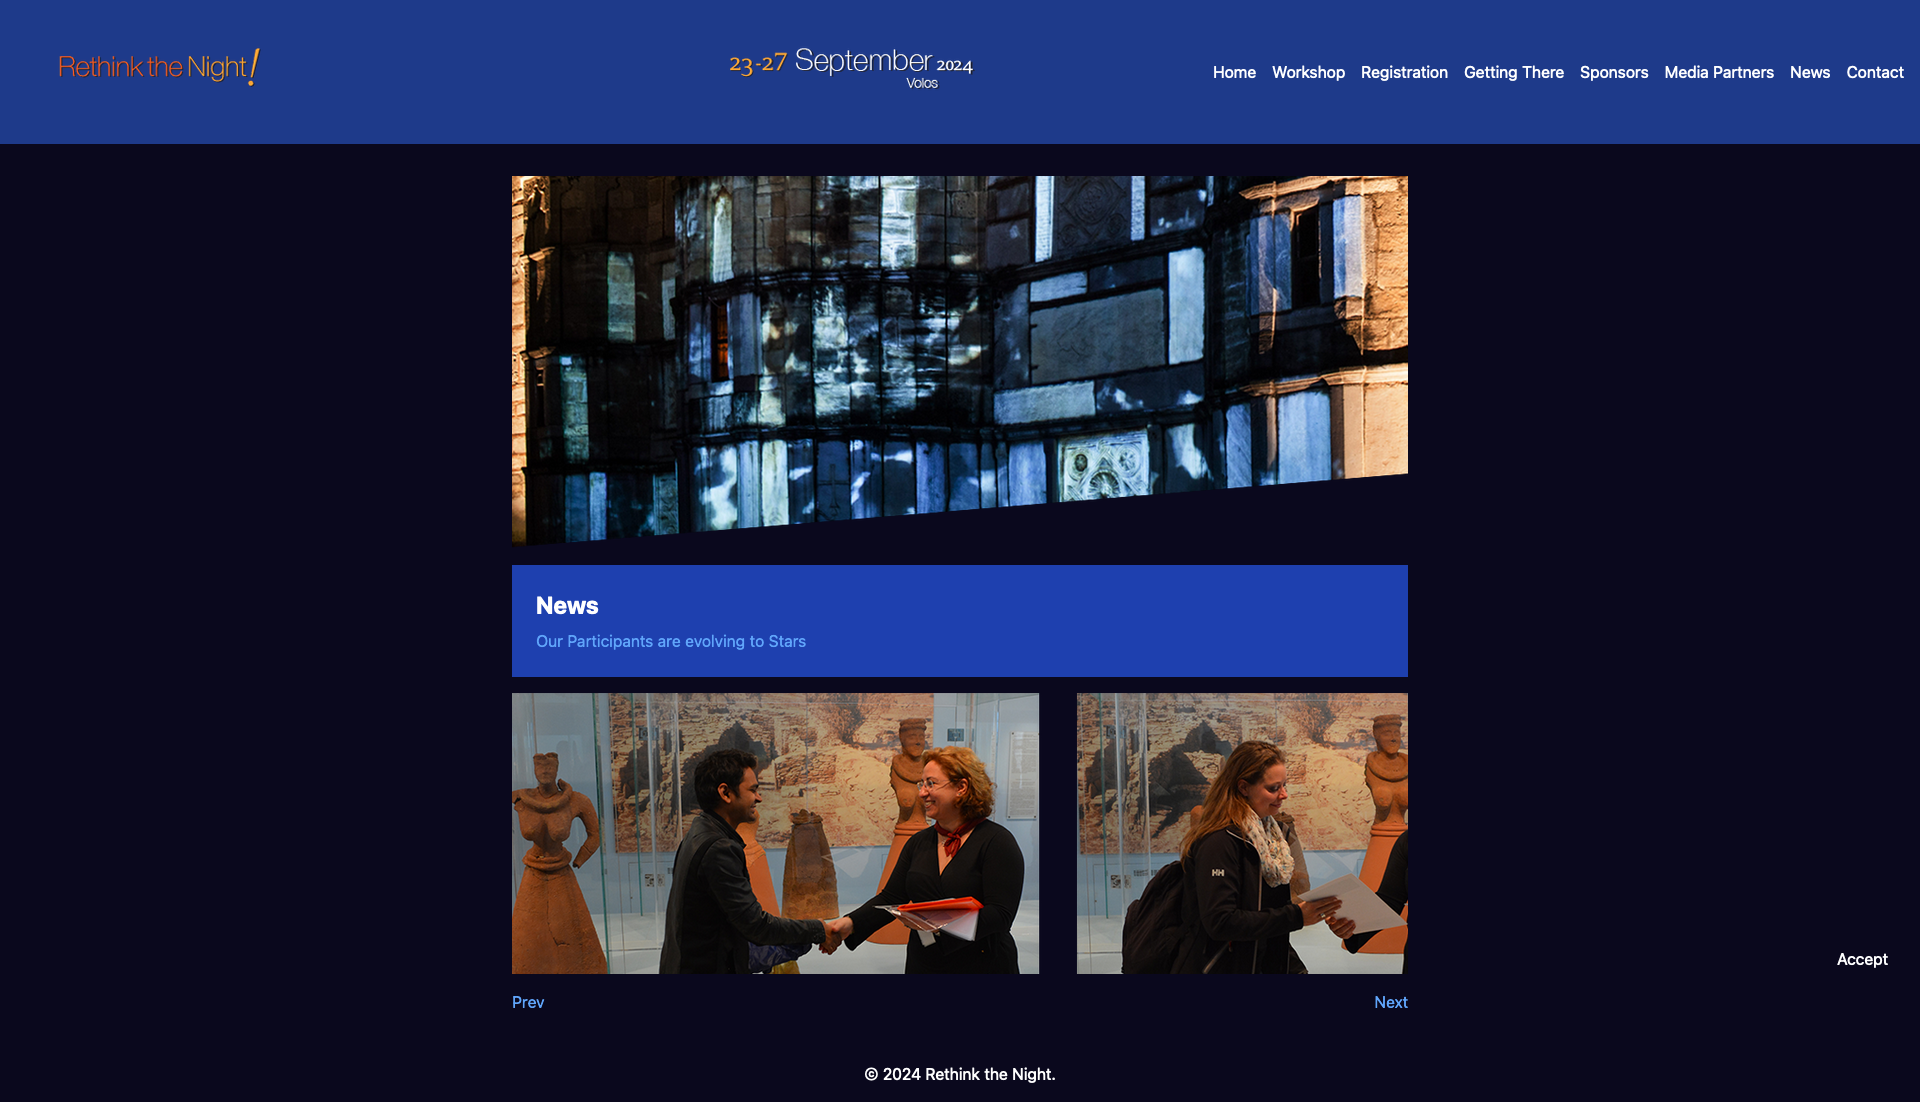 Rethink the Night!
23-27 September 2024
Volos
Home Workshop Registration Getting There Sponsors Media Partners News Contact
News
Our Participants are evolving to Stars
HH
Accept
Prev Next
© 2024 Rethink the Night.